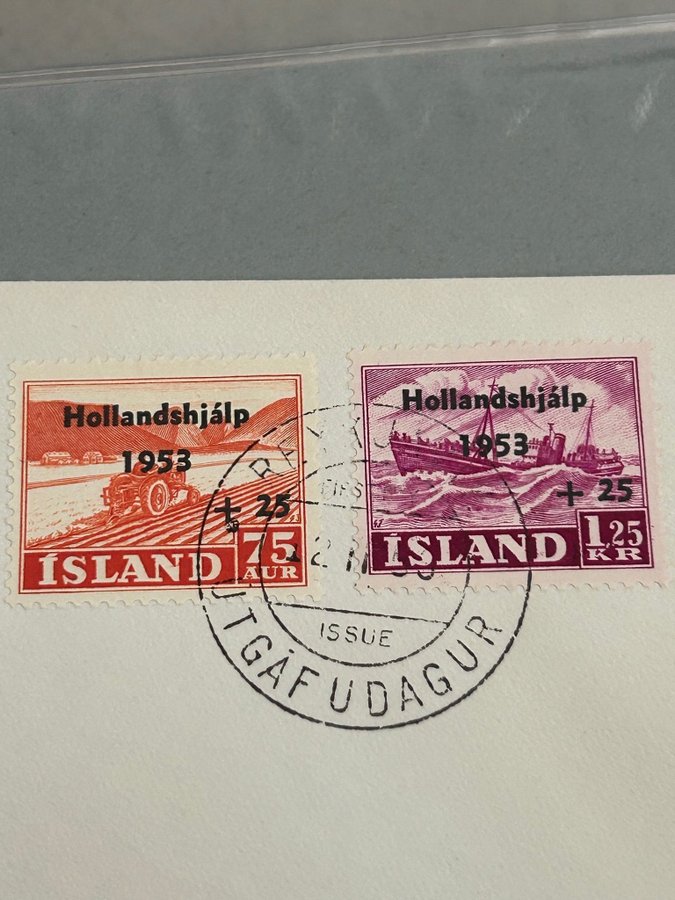 Hollandshjálp
1953
+ 25
75
AUR
ÍSLAND
Hollandshjálp
1953
+ 25
1.25
KR
ÍSLAND
ISSUE
ÚTGÁFUDAGUR